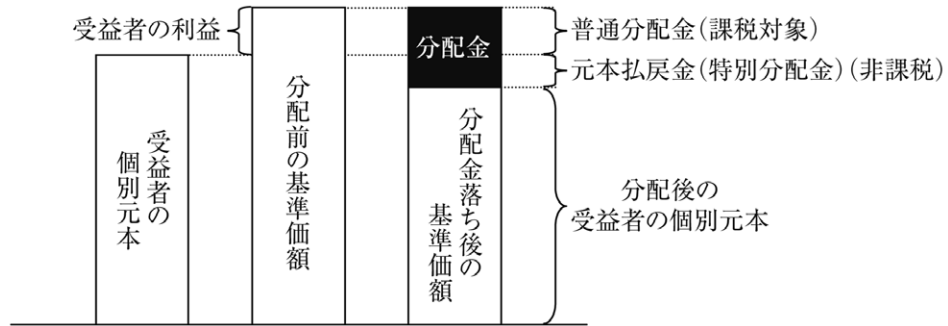 受益者の利益
分配金
普通分配金(課税対象)
元本払戻金(特別分配金)(非課税)
受益者の
個別元本
分配前の基準価額
分配金落ち後の
基準価額
分配後の
受益者の個別元本